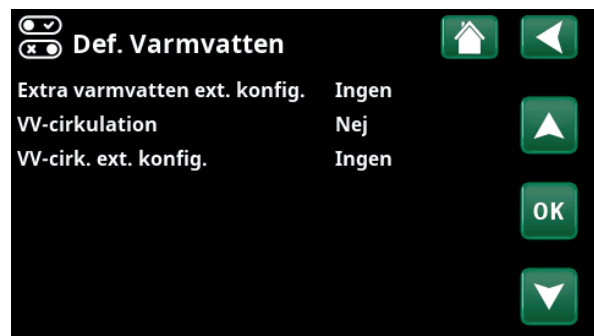 Def. Varmvatten
Extra varmvatten ext. konfig. Ingen
VV-cirkulation Nej
VV-cirk. ext. konfig. Ingen
OK